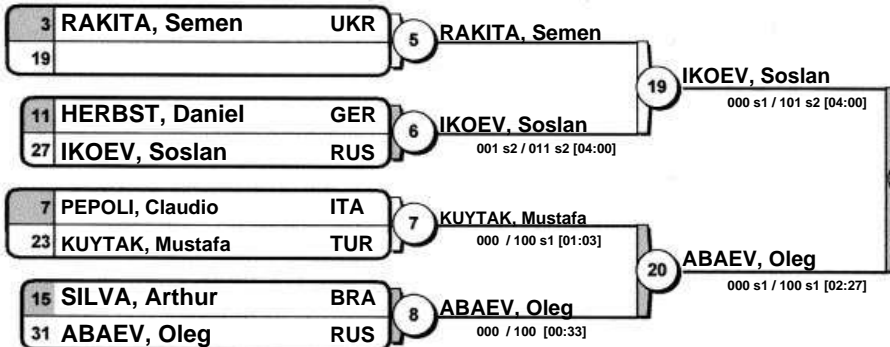 3 RAKITA, Semen UKR
19
5 RAKITA, Semen
11 HERBST, Daniel GER
27 IKOEV, Soslan RUS
6 IKOEV, Soslan
001 s2 / 011 s2 [04:00]
19 IKOEV, Soslan
000 s1 / 101 s2 [04:00]
7 PEPOLI, Claudio ITA
23 KUYTAK, Mustafa TUR
7 KUYTAK, Mustafa
000 / 100 s1 [01:03]
15 SILVA, Arthur BRA
31 ABAEV, Oleg RUS
8 ABAEV, Oleg
000 / 100 [00:33]
20 ABAEV, Oleg
000 s1 / 100 s1 [02:27]